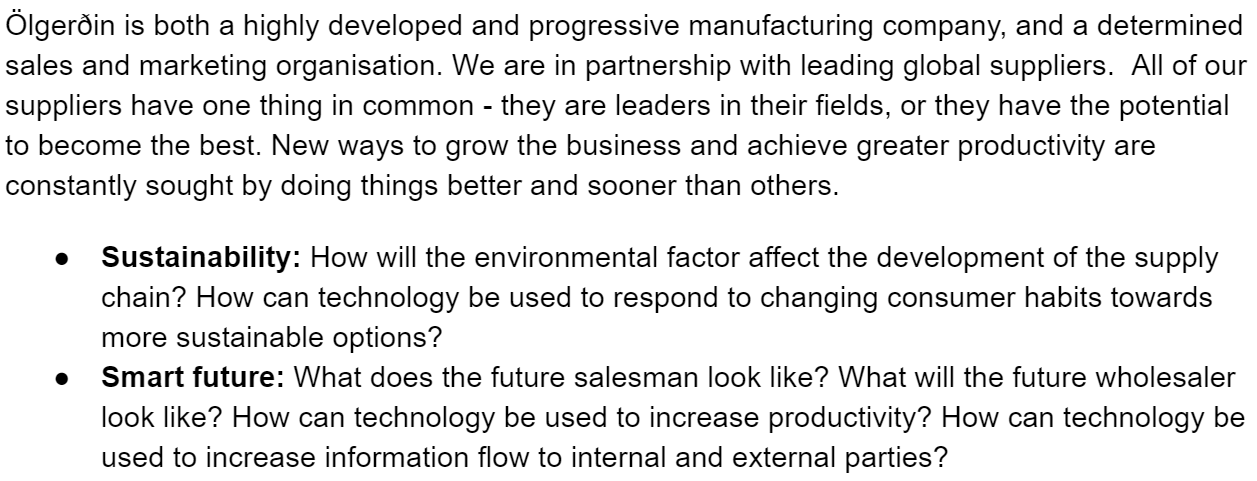 Ölgerðin is both a highly developed and progressive manufacturing company, and a determined
sales and marketing organisation. We are in partnership with leading global suppliers.  All of our
suppliers have one thing in common - they are leaders in their fields, or they have the potential
to become the best. New ways to grow the business and achieve greater productivity are
constantly sought by doing things better and sooner than others.
● Sustainability: How will the environmental factor affect the development of the supply
chain? How can technology be used to respond to changing consumer habits towards
more sustainable options?
● Smart future: What does the future salesman look like? What will the future wholesaler
look like? How can technology be used to increase productivity? How can technology be
used to increase information flow to internal and external parties?